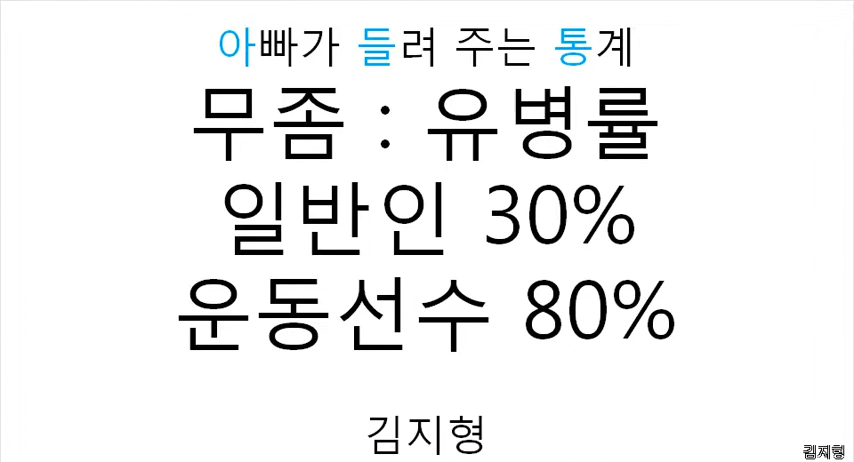 아빠가 들려 주는 통계
무좀 : 유병률
일반인 30%
운동선수 80%
김지형
김지형